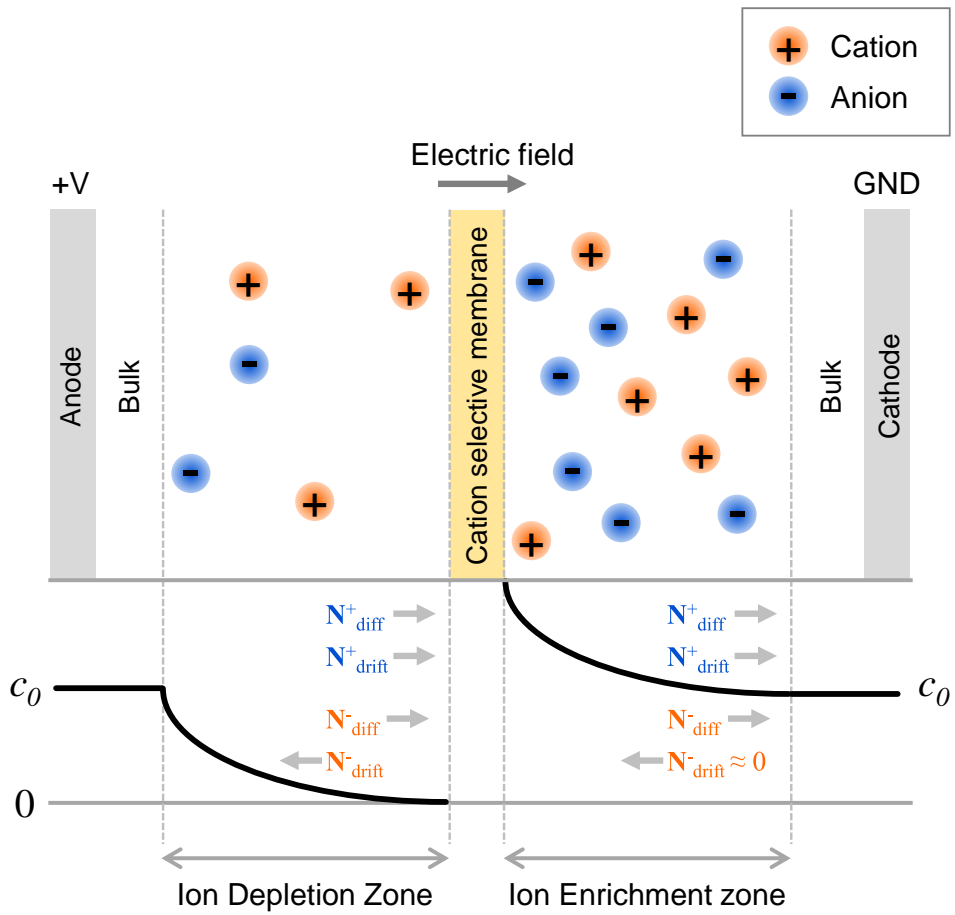 Cation
Anion
Electric field
+V
GND
Anode
Bulk
Cation selective membrane
Bulk
Cathode
N⁺diff
N⁺drift
N⁻diff
N⁻drift
N⁺diff
N⁺drift
N⁻diff
N⁻drift ≈ 0
c₀
c₀
0
Ion Depletion Zone
Ion Enrichment zone